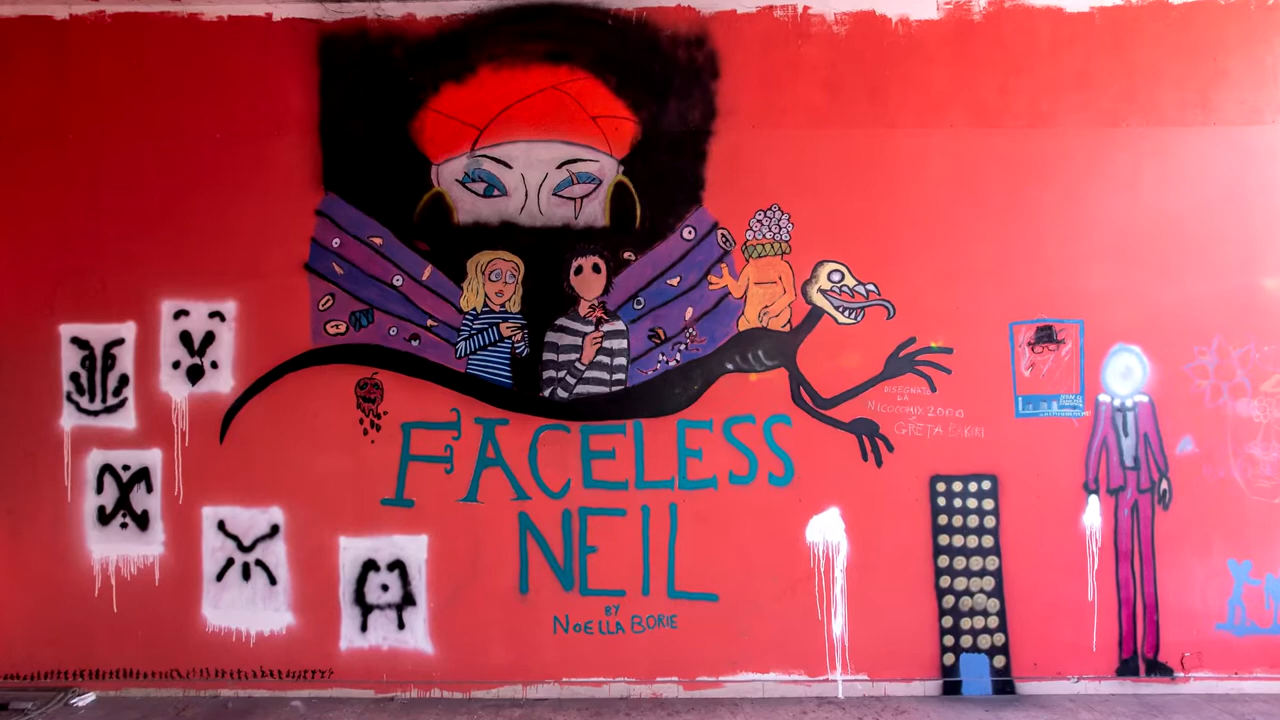 FACELESS
NEIL
BY
NOELLA BORIE
DISEGNATO
DA
NICOCOMIX 2000
GRETA BAKIRI